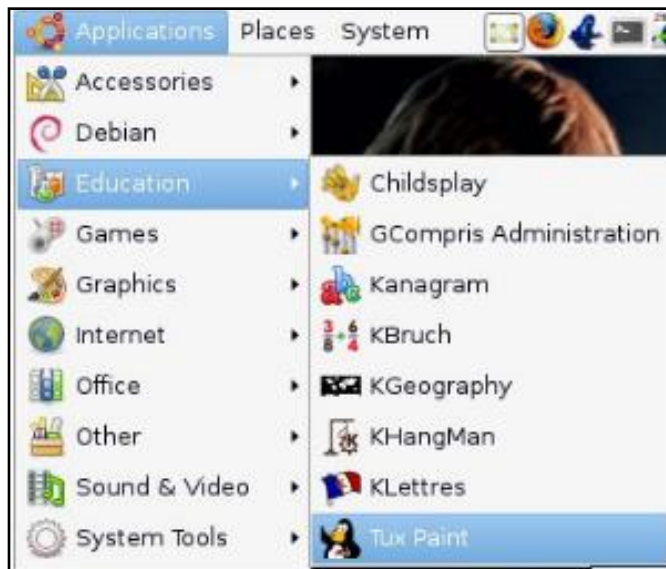 Applications Places System
Accessories
Debian
Education
Games
Graphics
Internet
Office
Other
Sound & Video
System Tools
Childsplay
GCompris Administration
Kanagram
KBruch
KGeography
KHangMan
KLettres
Tux Paint